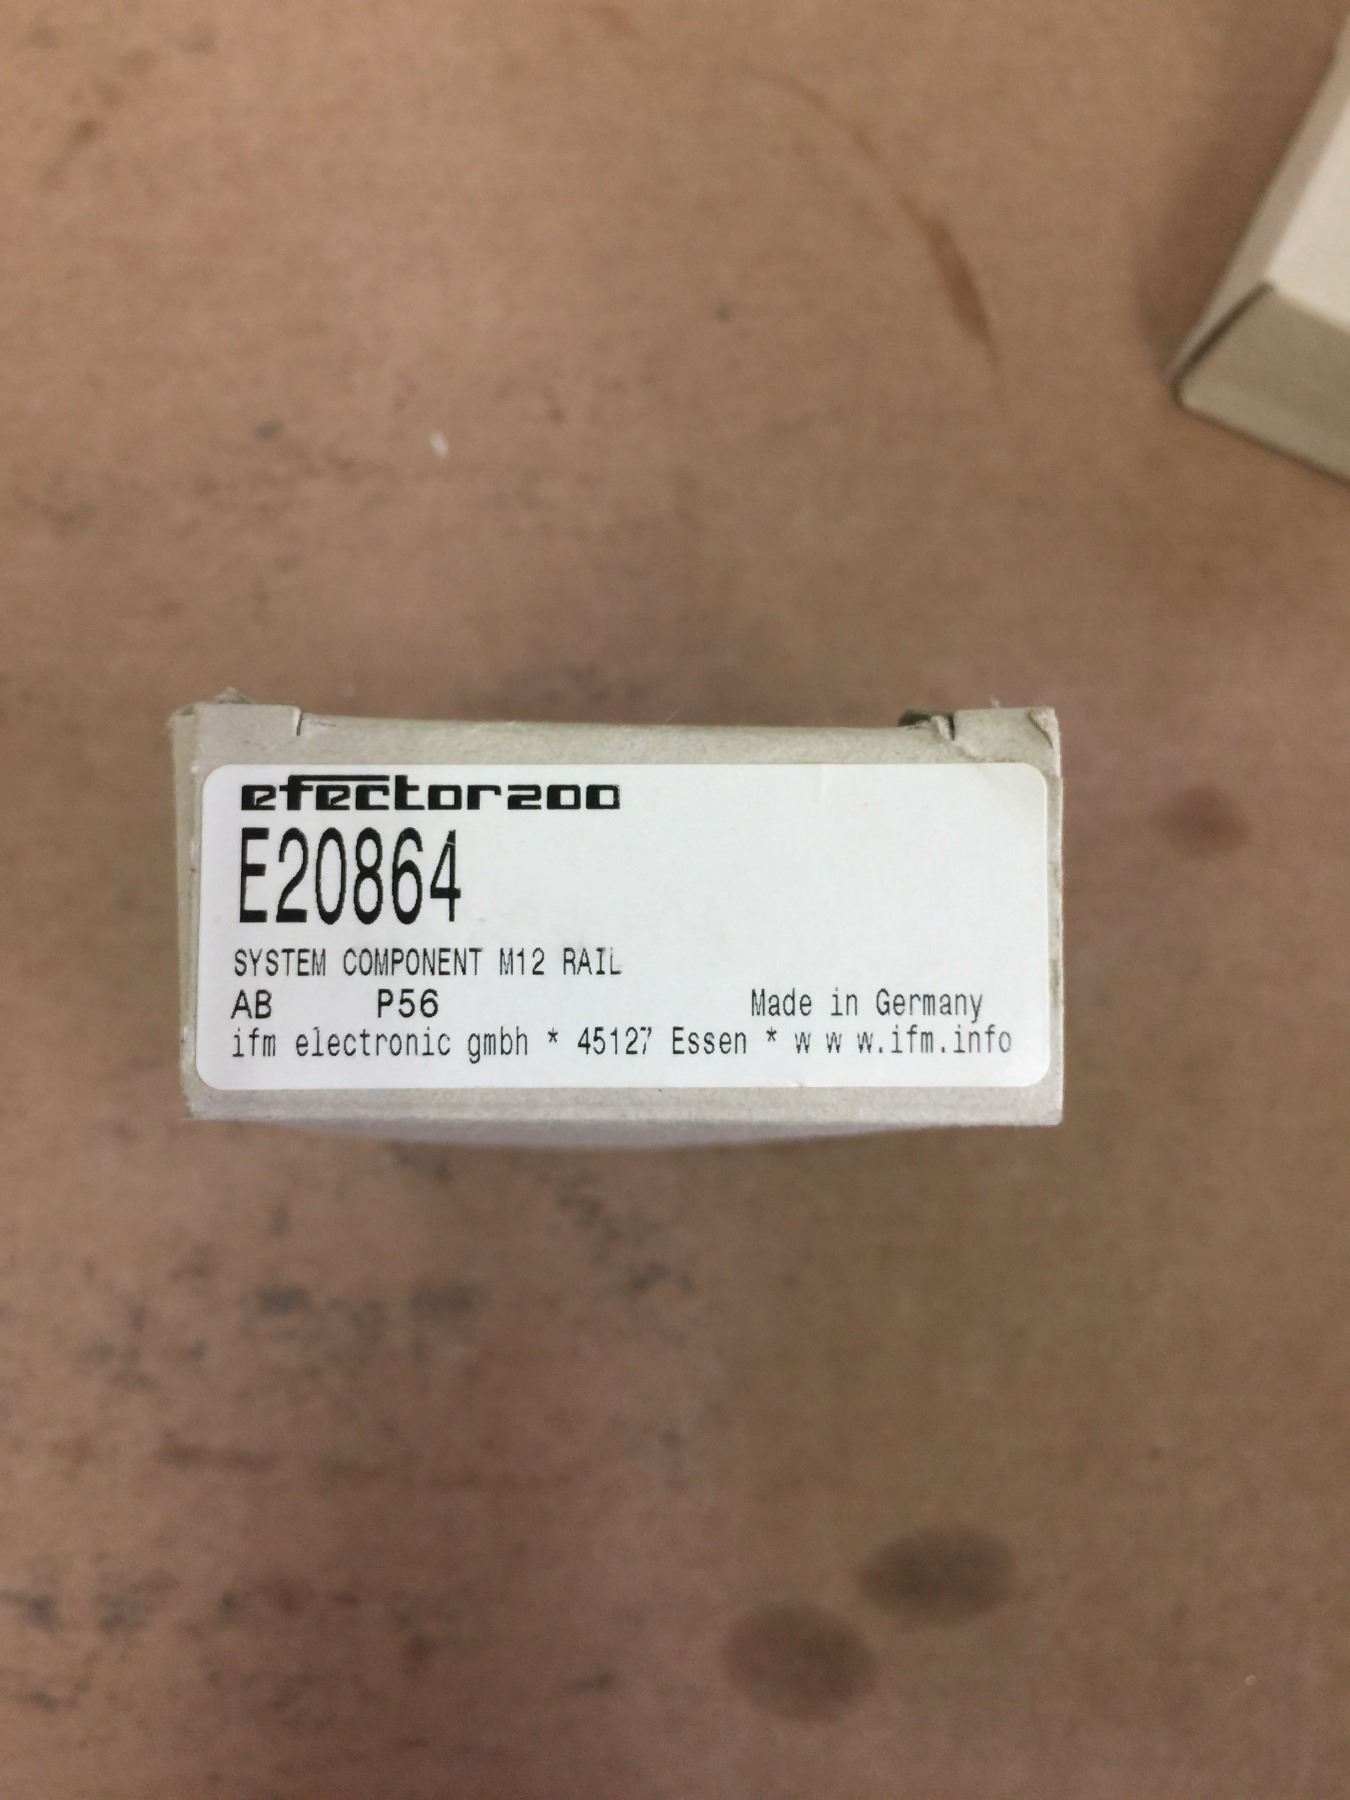 efector200
E20864
SYSTEM COMPONENT M12 RAIL
AB P56 Made in Germany
ifm electronic gmbh * 45127 Essen * w w w.ifm.info